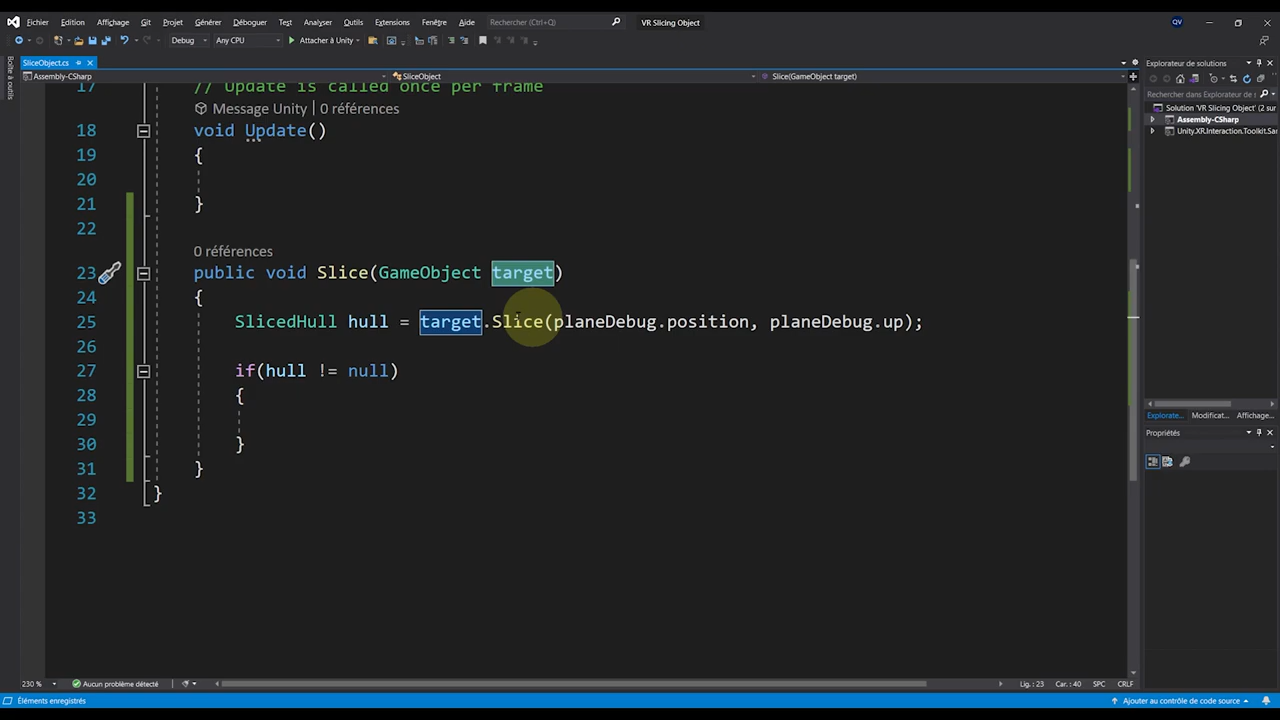 Fichier Edition Affichage Git Projet Générer Déboguer Test Analyser Outils Extensions Fenêtre Aide Rechercher (Ctrl+Q) VR Slicing Object QV
Debug Any CPU Attacher à Unity
Boîte à outils
SliceObject.cs
Assembly-CSharp SliceObject Slice(GameObject target)
17 // Update is called once per frame
Message Unity | 0 références
18 void Update()
19 {
20
21 }
22
0 références
23 public void Slice(GameObject target)
24 {
25 SlicedHull hull = target.Slice(planeDebug.position, planeDebug.up);
26
27 if(hull != null)
28 {
29
30 }
31 }
32 }
33
230 % Aucun problème détecté Lig. : 23 Car. : 40 SPC CRLF
Éléments enregistrés Ajouter au contrôle de code source
Explorateur de solutions
Rechercher dans Explorateur de s
Solution 'VR Slicing Object' (2 sur
Assembly-CSharp
Unity.XR.Interaction.Toolkit.Sa
Explorate... Modificat... Affichage...
Propriétés